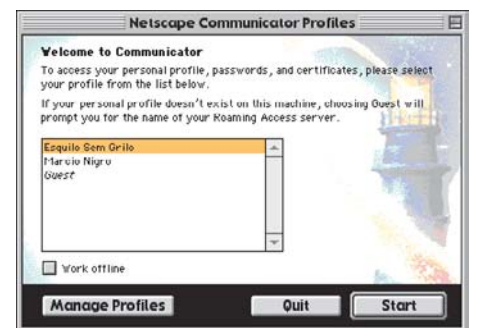 Netscape Communicator Profiles
Welcome to Communicator
To access your personal profile, passwords, and certificates, please select
your profile from the list below.
If your personal profile doesn't exist on this machine, choosing Guest will
prompt you for the name of your Roaming Access server.
Esquilo Sem Grilo
Marcio Nigro
Guest
Work offline
Manage Profiles
Quit
Start